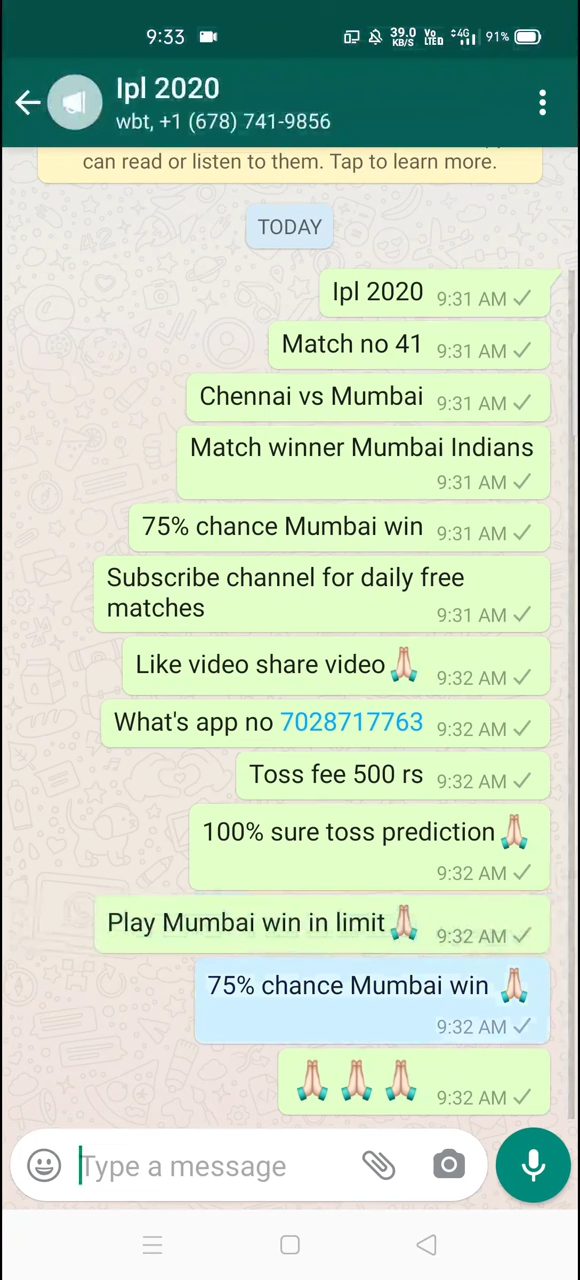 9:33 39.0 KB/S Vo LTED 4G 91%
Ipl 2020
wbt, +1 (678) 741-9856
can read or listen to them. Tap to learn more.
TODAY
Ipl 2020 9:31 AM
Match no 41 9:31 AM
Chennai vs Mumbai 9:31 AM
Match winner Mumbai Indians
9:31 AM
75% chance Mumbai win 9:31 AM
Subscribe channel for daily free
matches 9:31 AM
Like video share video🙏🏻 9:32 AM
What's app no 7028717763 9:32 AM
Toss fee 500 rs 9:32 AM
100% sure toss prediction🙏🏻
9:32 AM
Play Mumbai win in limit🙏🏻 9:32 AM
75% chance Mumbai win 🙏🏻
9:32 AM
🙏🏻 🙏🏻 🙏🏻 9:32 AM
Type a message